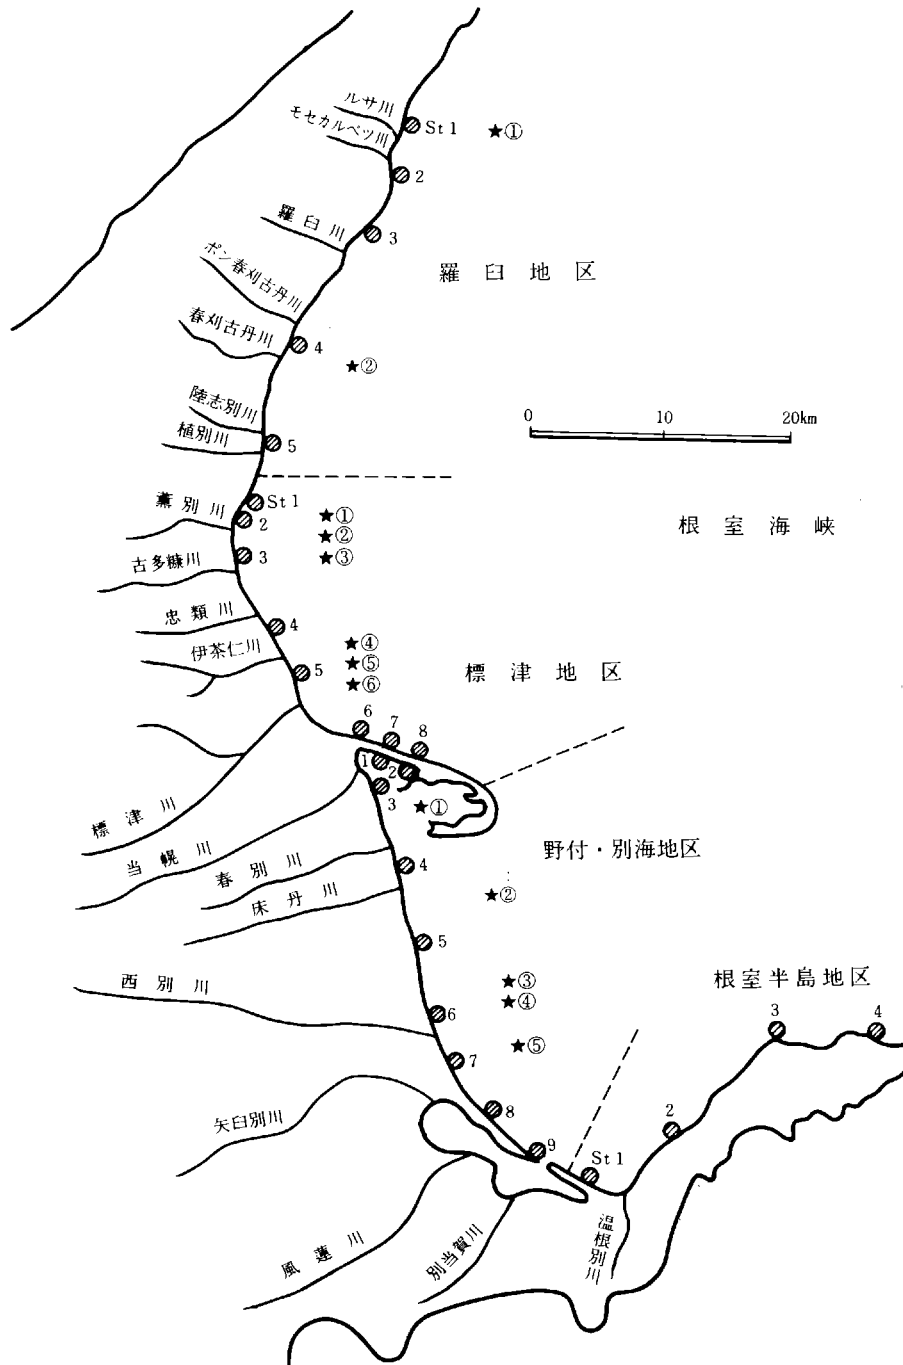 ルサ川
モセカルベツ川
St1
★①
2
羅臼川
3
羅臼地区
ポン春刈古丹川
春刈古丹川
4
★②
陸志別川
植別川
5
0 10 20km
薫別川
St1
2
★①
★②
★③
根室海峡
古多糠川
3
忠類川
4
伊茶仁川
5
★④
★⑤
★⑥
標津地区
6
7
8
1
2
3
★①
標津川
当幌川
春別川
床丹川
野付・別海地区
4
★②
5
西別川
★③
★④
根室半島地区
3
4
6
★⑤
7
矢臼別川
8
2
9
St1
風蓮川
別当賀川
温根別川